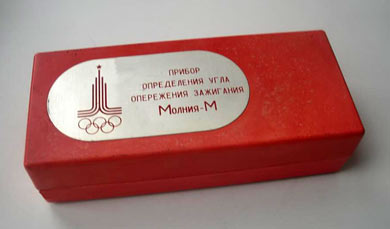 ПРИБОР
ОПРЕДЕЛЕНИЯ УГЛА
ОПЕРЕЖЕНИЯ ЗАЖИГАНИЯ
Молния-М